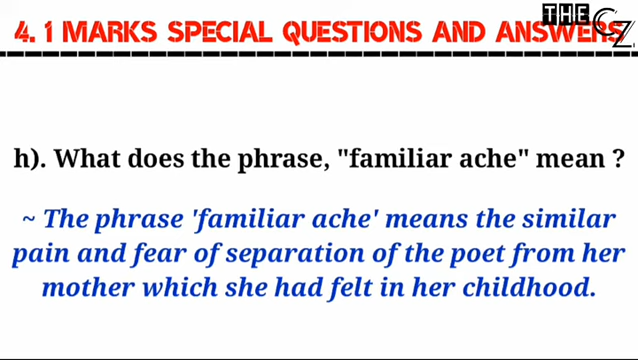 4. 1 MARKS SPECIAL QUESTIONS AND ANSWERS
THE CZ
h). What does the phrase, "familiar ache" mean ?
~ The phrase 'familiar ache' means the similar
pain and fear of separation of the poet from her
mother which she had felt in her childhood.